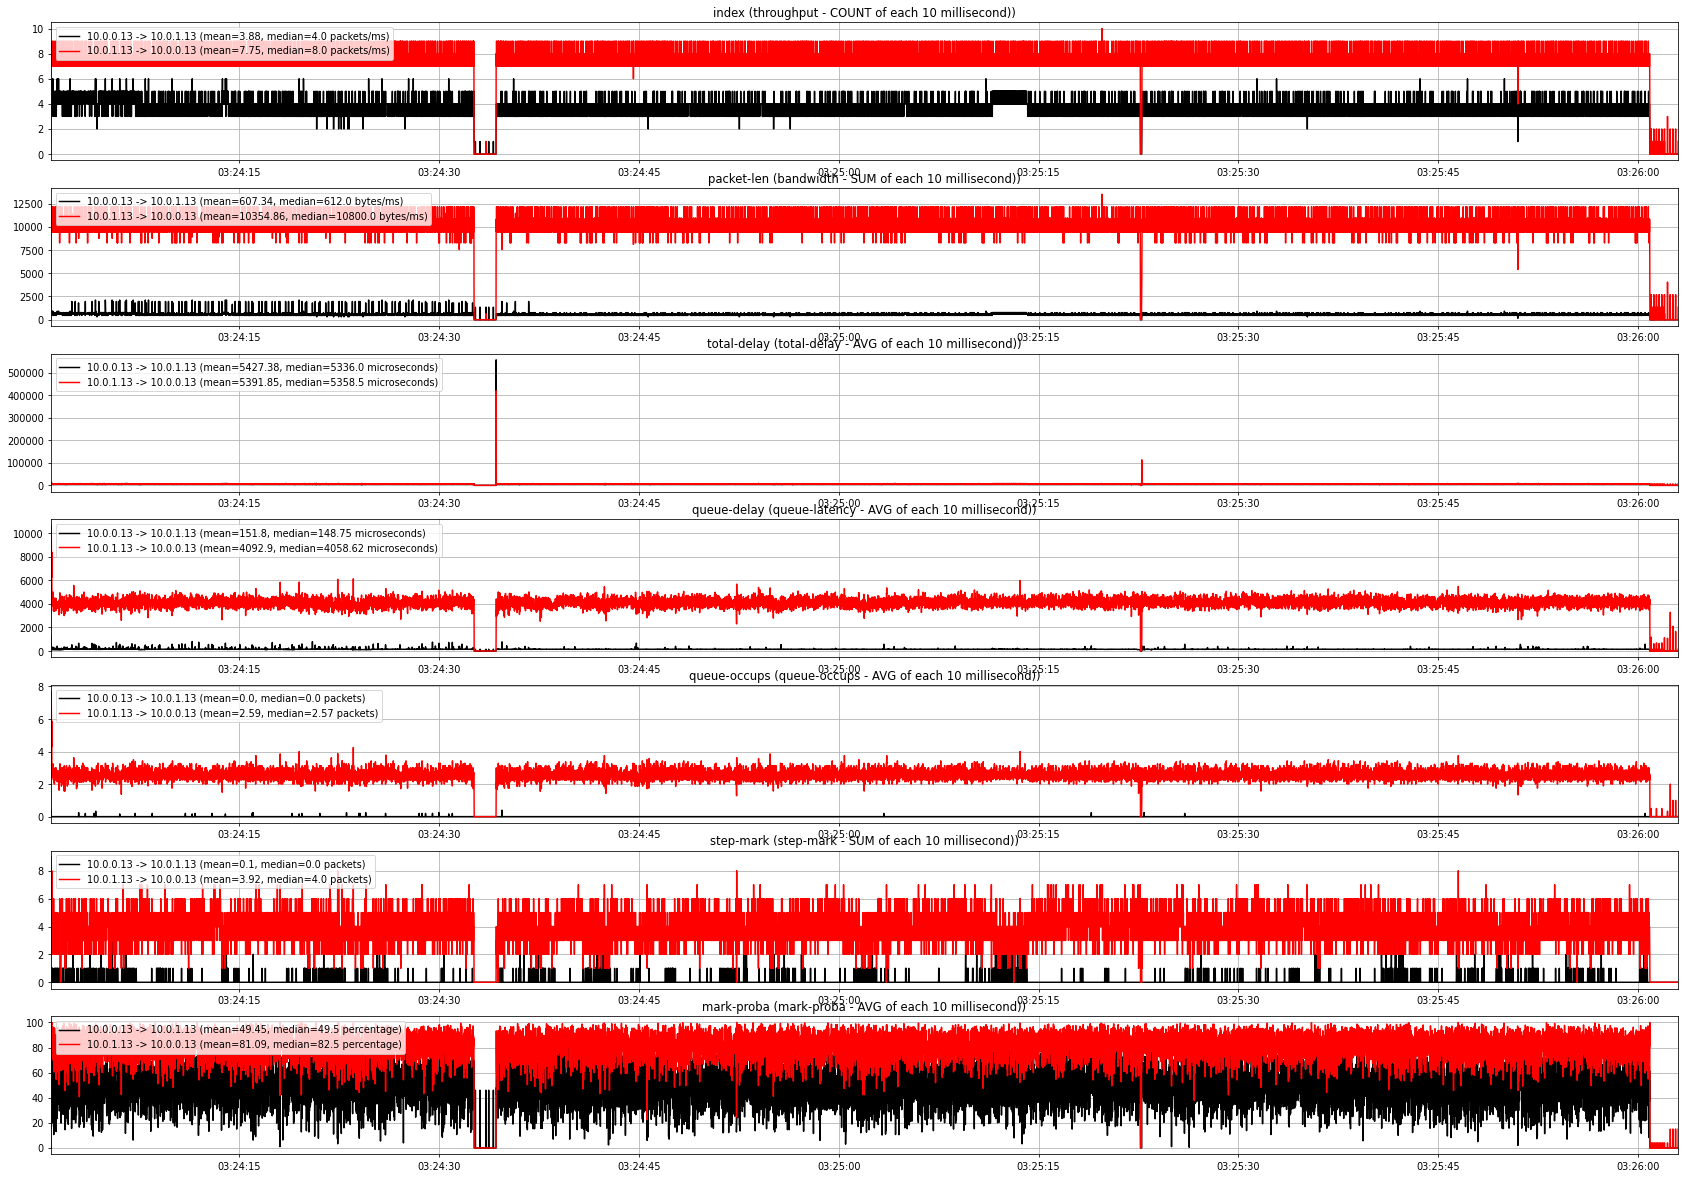 index (throughput - COUNT of each 10 millisecond))
10.0.0.13 -> 10.0.1.13 (mean=3.88, median=4.0 packets/ms)
10.0.1.13 -> 10.0.0.13 (mean=7.75, median=8.0 packets/ms)
10
8
6
4
2
0
03:24:15 03:24:30 03:24:45 03:25:00 03:25:15 03:25:30 03:25:45 03:26:00
packet-len (bandwidth - SUM of each 10 millisecond))
10.0.0.13 -> 10.0.1.13 (mean=607.34, median=612.0 bytes/ms)
10.0.1.13 -> 10.0.0.13 (mean=10354.86, median=10800.0 bytes/ms)
12500
10000
7500
5000
2500
0
03:24:15 03:24:30 03:24:45 03:25:00 03:25:15 03:25:30 03:25:45 03:26:00
total-delay (total-delay - AVG of each 10 millisecond))
10.0.0.13 -> 10.0.1.13 (mean=5427.38, median=5336.0 microseconds)
10.0.1.13 -> 10.0.0.13 (mean=5391.85, median=5358.5 microseconds)
500000
400000
300000
200000
100000
0
03:24:15 03:24:30 03:24:45 03:25:00 03:25:15 03:25:30 03:25:45 03:26:00
queue-delay (queue-latency - AVG of each 10 millisecond))
10.0.0.13 -> 10.0.1.13 (mean=151.8, median=148.75 microseconds)
10.0.1.13 -> 10.0.0.13 (mean=4092.9, median=4058.62 microseconds)
10000
8000
6000
4000
2000
0
03:24:15 03:24:30 03:24:45 03:25:00 03:25:15 03:25:30 03:25:45 03:26:00
queue-occups (queue-occups - AVG of each 10 millisecond))
10.0.0.13 -> 10.0.1.13 (mean=0.0, median=0.0 packets)
10.0.1.13 -> 10.0.0.13 (mean=2.59, median=2.57 packets)
8
6
4
2
0
03:24:15 03:24:30 03:24:45 03:25:00 03:25:15 03:25:30 03:25:45 03:26:00
step-mark (step-mark - SUM of each 10 millisecond))
10.0.0.13 -> 10.0.1.13 (mean=0.1, median=0.0 packets)
10.0.1.13 -> 10.0.0.13 (mean=3.92, median=4.0 packets)
8
6
4
2
0
03:24:15 03:24:30 03:24:45 03:25:00 03:25:15 03:25:30 03:25:45 03:26:00
mark-proba (mark-proba - AVG of each 10 millisecond))
10.0.0.13 -> 10.0.1.13 (mean=49.45, median=49.5 percentage)
10.0.1.13 -> 10.0.0.13 (mean=81.09, median=82.5 percentage)
100
80
60
40
20
0
03:24:15 03:24:30 03:24:45 03:25:00 03:25:15 03:25:30 03:25:45 03:26:00